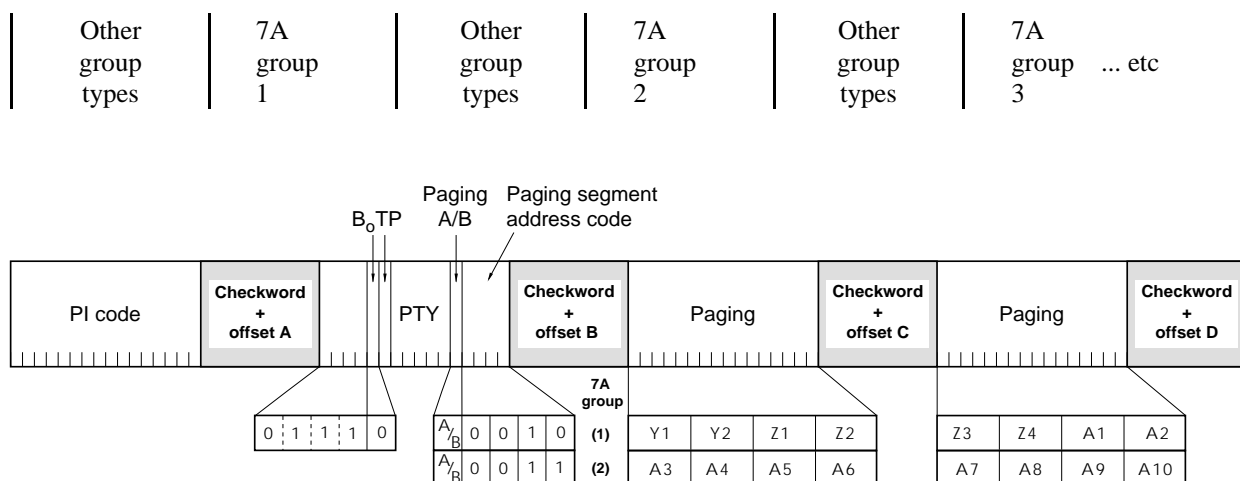 Other 7A Other 7A Other 7A
group group group group group group ... etc
types 1 types 2 types 3
Paging Paging segment
BoTP A/B address code
PI code Checkword + offset A PTY Checkword + offset B Paging Checkword + offset C Paging Checkword + offset D
7A
group
0 1 1 1 0 A/B 0 0 1 0 (1) Y1 Y2 Z1 Z2 Z3 Z4 A1 A2
A/B 0 0 1 1 (2) A3 A4 A5 A6 A7 A8 A9 A10